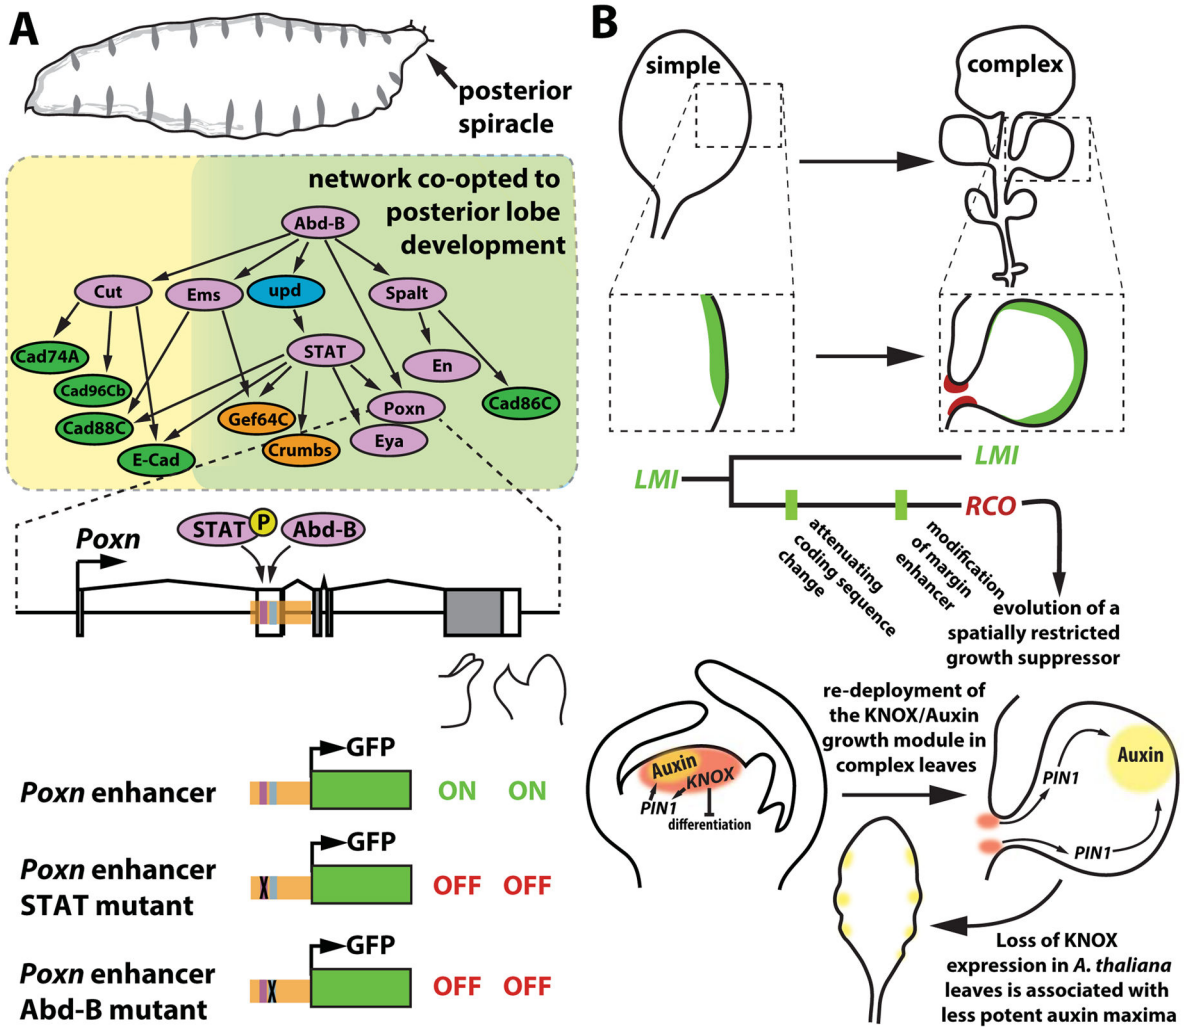 A
posterior
spiracle
network co-opted to
posterior lobe
development
Abd-B
Cut
Ems
upd
Spalt
Cad74A
STAT
En
Cad96Cb
Cad86C
Poxn
Cad88C
Gef64C
Eya
Crumbs
E-Cad
STAT
P
Abd-B
Poxn
GFP
Poxn enhancer
ON
ON
GFP
Poxn enhancer
STAT mutant
OFF
OFF
GFP
Poxn enhancer
Abd-B mutant
OFF
OFF
B
simple
complex
LMI
LMI
RCO
attenuating
coding sequence
change
modification
of margin
enhancer
evolution of a
spatially restricted
growth suppressor
re-deployment of
the KNOX/Auxin
growth module in
complex leaves
Auxin
KNOX
PIN1
differentiation
Auxin
PIN1
PIN1
Loss of KNOX
expression in A. thaliana
leaves is associated with
less potent auxin maxima